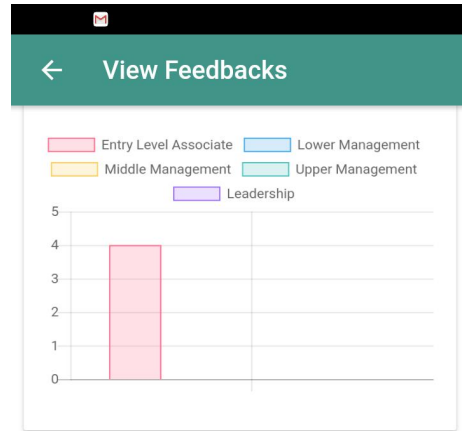 View Feedbacks
Entry Level Associate Lower Management
Middle Management Upper Management
Leadership
5
4
3
2
1
0